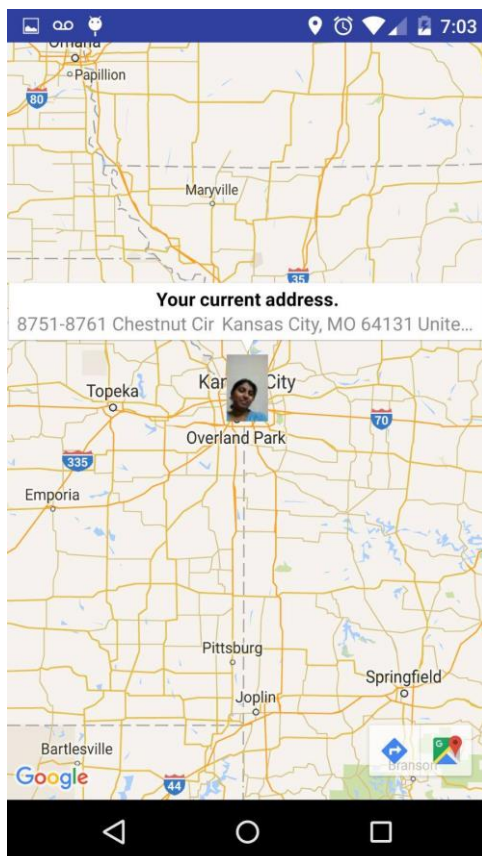 7:03
Omaha
Papillion
80
Maryville
35
Your current address.
8751-8761 Chestnut Cir Kansas City, MO 64131 Unite...
Topeka
Kan City
70
Overland Park
335
Emporia
Pittsburg
Springfield
Joplin
Bartlesville
Branson
Google
44